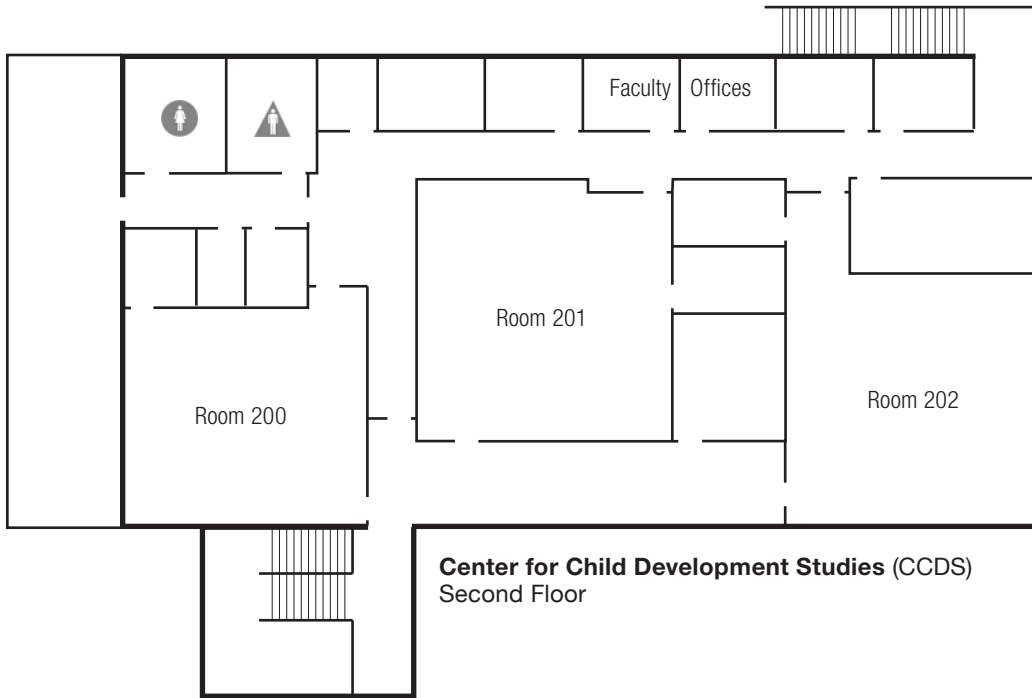 Faculty Offices
Room 201
Room 202
Room 200
Center for Child Development Studies (CCDS)
Second Floor